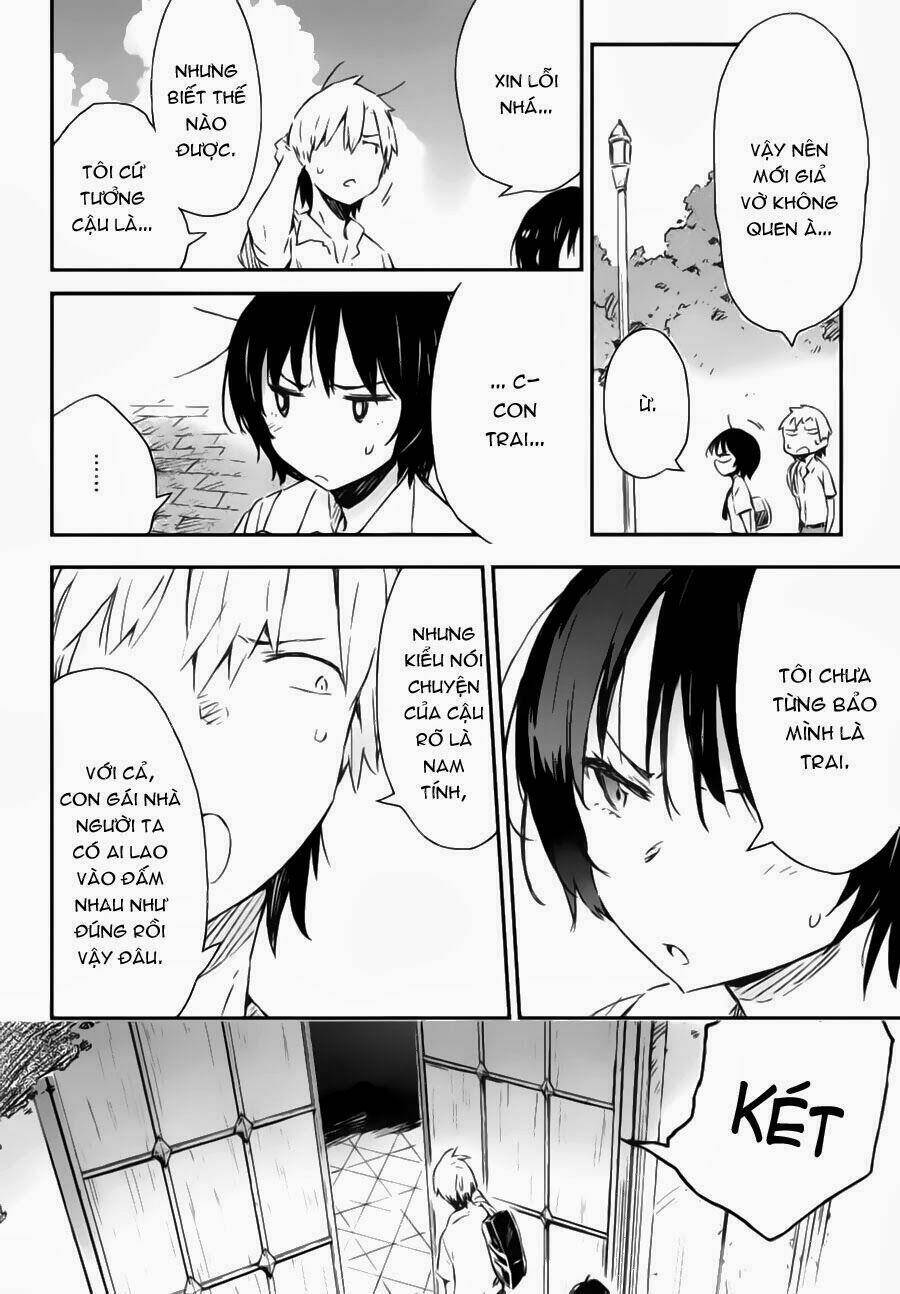 VẬY NÊN
MỚI GIẢ
VỜ KHÔNG
QUEN À...
Ừ.
XIN LỖI
NHÁ...
NHƯNG
BIẾT THẾ
NÀO
ĐƯỢC.
TÔI CỨ
TƯỞNG
CẬU LÀ...
... C-
CON
TRAI...
......
TÔI CHƯA
TỪNG BẢO
MÌNH LÀ
TRAI.
NHƯNG
KIỂU NÓI
CHUYỆN
CỦA CẬU
RÕ LÀ
NAM
TÍNH,
VỚI CẢ,
CON GÁI NHÀ
NGƯỜI TA
CÓ AI LAO
VÀO ĐẤM
NHAU NHƯ
ĐÚNG RỒI
VẬY ĐÂU.
KÉT